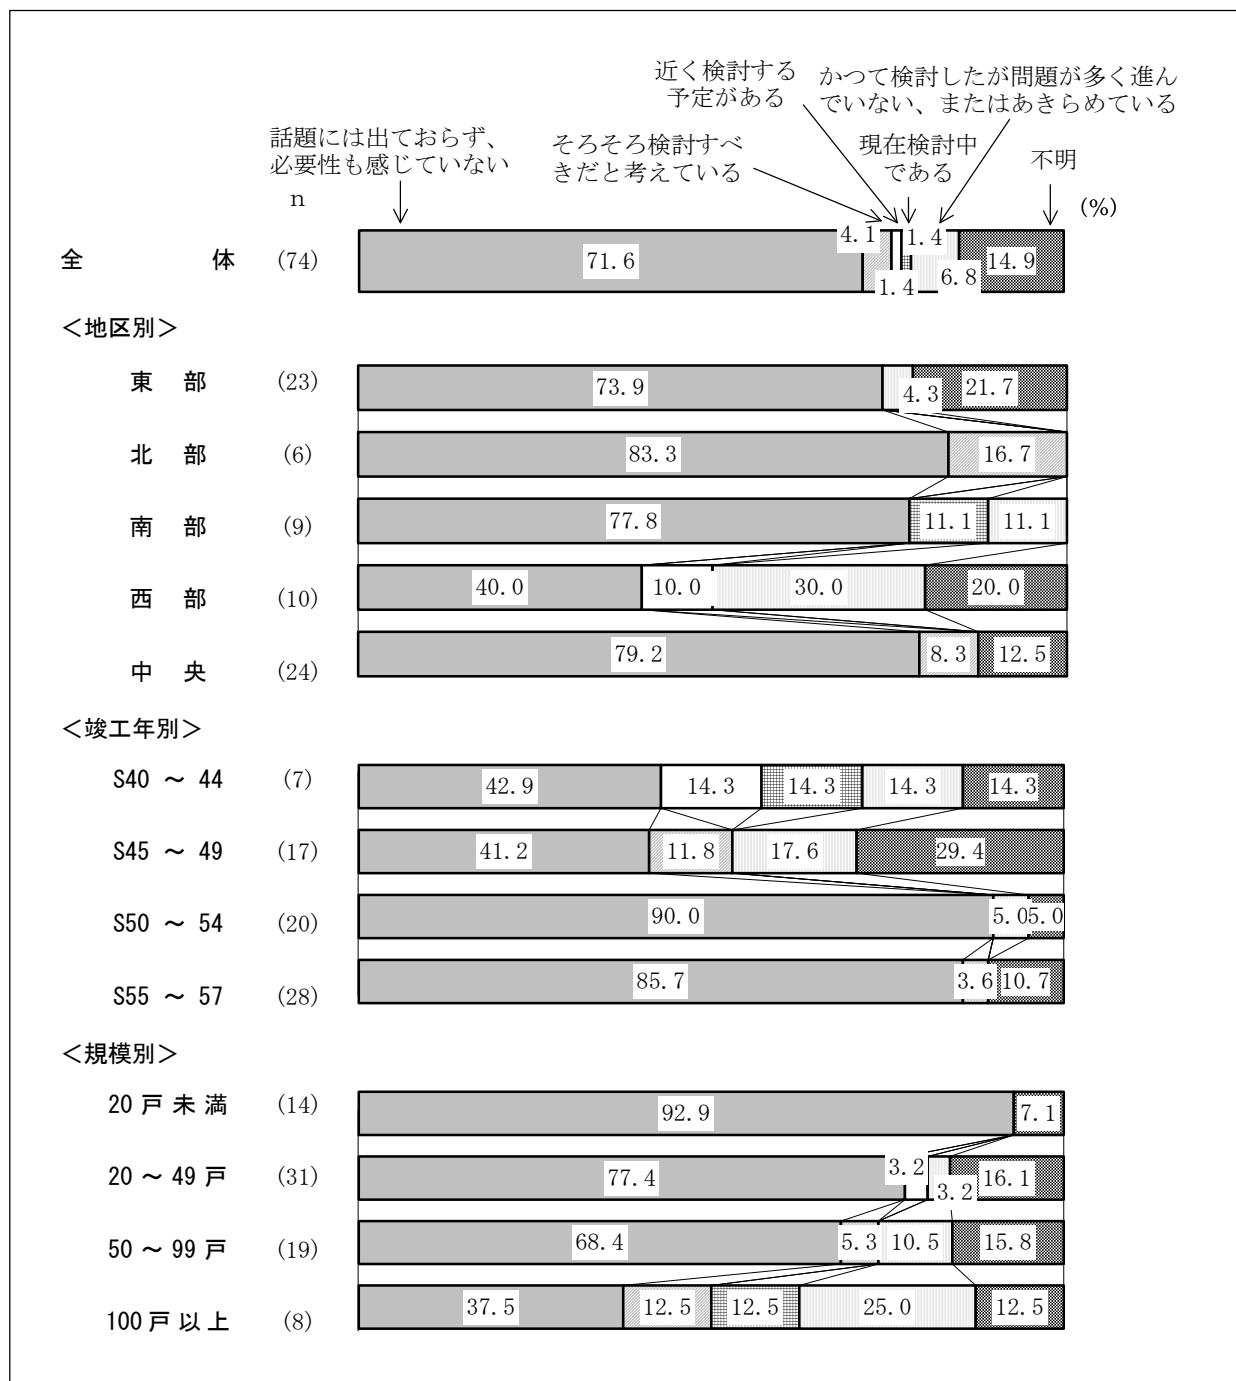 近く検討する
予定がある
かつて検討したが問題が多く進ん
でいない、またはあきらめている
話題には出ておらず、
必要性も感じていない
そろそろ検討すべ
きだと考えている
現在検討中
である
不明
n
(%)
全体 (74) 71.6 4.1 1.4 1.4 6.8 14.9
＜地区別＞
東部 (23) 73.9 4.3 21.7
北部 (6) 83.3 16.7
南部 (9) 77.8 11.1 11.1
西部 (10) 40.0 10.0 30.0 20.0
中央 (24) 79.2 8.3 12.5
＜竣工年別＞
S40 ～ 44 (7) 42.9 14.3 14.3 14.3 14.3
S45 ～ 49 (17) 41.2 11.8 17.6 29.4
S50 ～ 54 (20) 90.0 5.0 5.0
S55 ～ 57 (28) 85.7 3.6 10.7
＜規模別＞
20戸未満 (14) 92.9 7.1
20～49戸 (31) 77.4 3.2 3.2 16.1
50～99戸 (19) 68.4 5.3 10.5 15.8
100戸以上 (8) 37.5 12.5 12.5 25.0 12.5